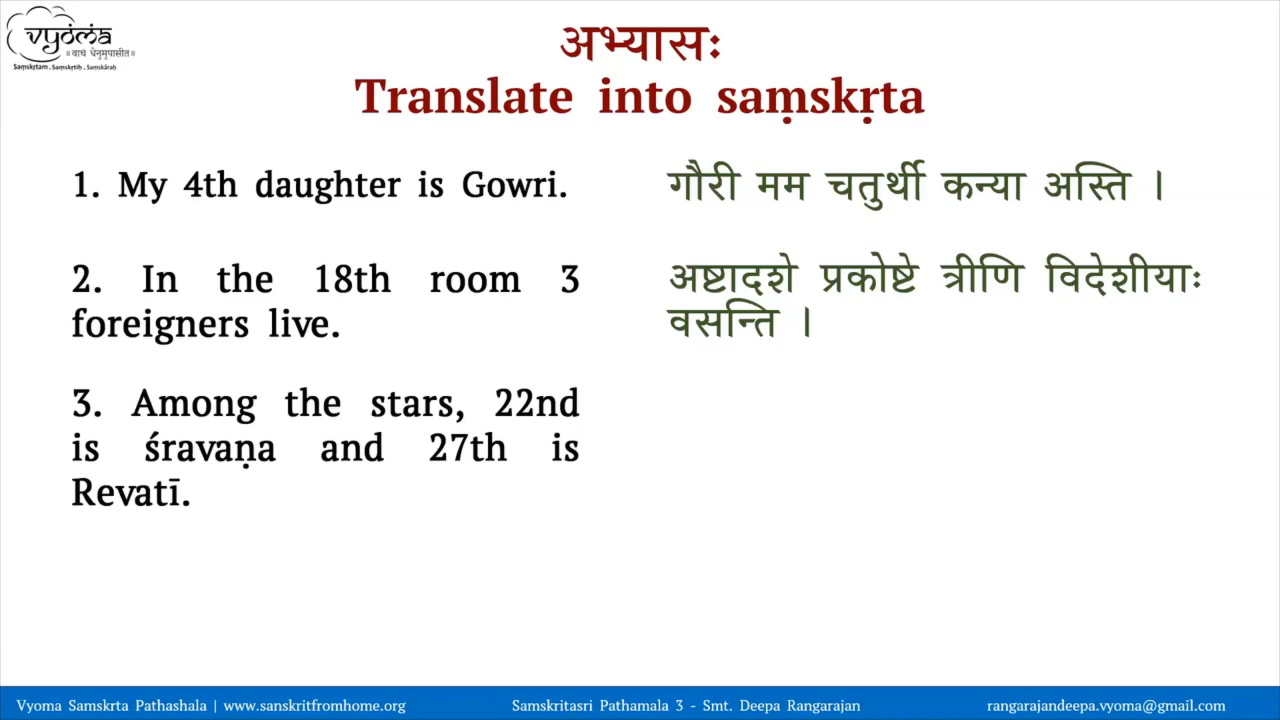 vyoma
॥ वाचं धेनुमुपासीत॥
Saṃskṛtam . Saṃskṛtiḥ . Saṃskāraḥ
अभ्यासः
Translate into saṃskṛta
1. My 4th daughter is Gowri.
गौरी मम चतुर्थी कन्या अस्ति ।
2. In the 18th room 3
foreigners live.
अष्टादशे प्रकोष्टे त्रीणि विदेशीयाः
वसन्ति ।
3. Among the stars, 22nd
is śravaṇa and 27th is
Revatī.
Vyoma Samskrta Pathashala | www.sanskritfromhome.org
Samskritasri Pathamala 3 - Smt. Deepa Rangarajan
rangarajandeepa.vyoma@gmail.com